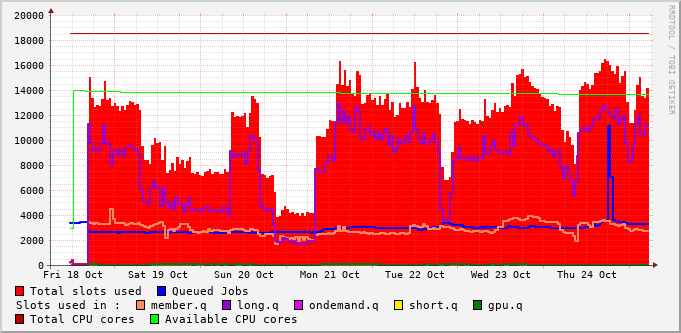 20000
18000
16000
14000
12000
10000
8000
6000
4000
2000
0
Fri 18 Oct Sat 19 Oct Sun 20 Oct Mon 21 Oct Tue 22 Oct Wed 23 Oct Thu 24 Oct
Total slots used Queued Jobs
Slots used in : member.q long.q ondemand.q short.q gpu.q
Total CPU cores Available CPU cores
RRDTOOL / TOBI OETIKER